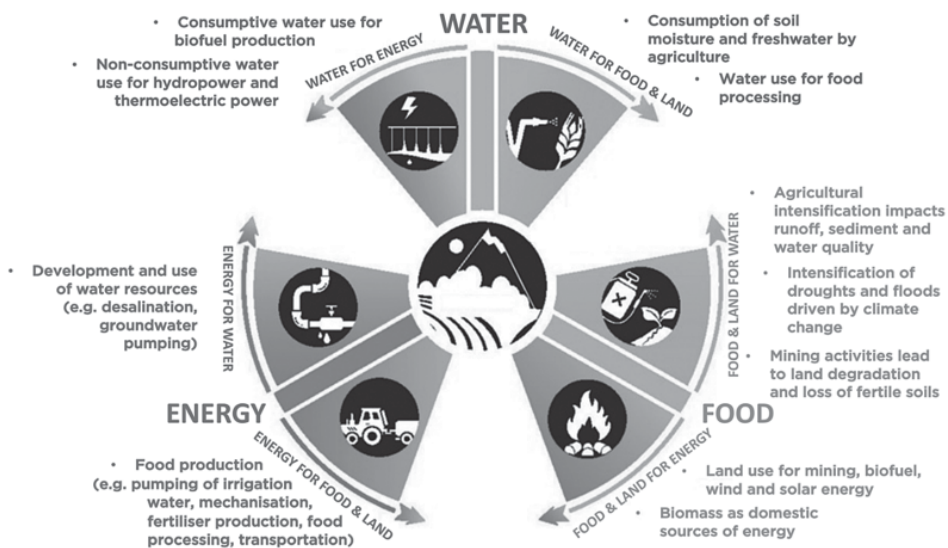 WATER
• Consumptive water use for
biofuel production
• Non-consumptive water
use for hydropower and
thermoelectric power
WATER FOR ENERGY
WATER FOR FOOD & LAND
• Consumption of soil
moisture and freshwater by
agriculture
• Water use for food
processing
FOOD & LAND FOR WATER
• Agricultural
intensification impacts
runoff, sediment and
water quality
• Intensification of
droughts and floods
driven by climate
change
• Mining activities lead
to land degradation
and loss of fertile soils
FOOD
FOOD & LAND FOR ENERGY
• Land use for mining, biofuel,
wind and solar energy
• Biomass as domestic
sources of energy
ENERGY FOR WATER
• Development and use
of water resources
(e.g. desalination,
groundwater
pumping)
ENERGY
ENERGY FOR FOOD & LAND
• Food production
(e.g. pumping of irrigation
water, mechanisation,
fertiliser production, food
processing, transportation)